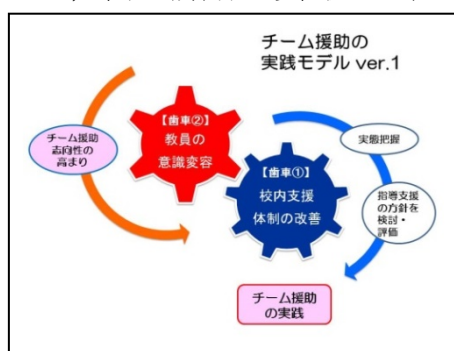 チーム援助の
実践モデル ver.1
【歯車②】
教員の
意識変容
チーム援助
志向性の
高まり
【歯車①】
校内支援
体制の改善
実態把握
指導支援
の方針を
検討・
評価
チーム援助
の実践